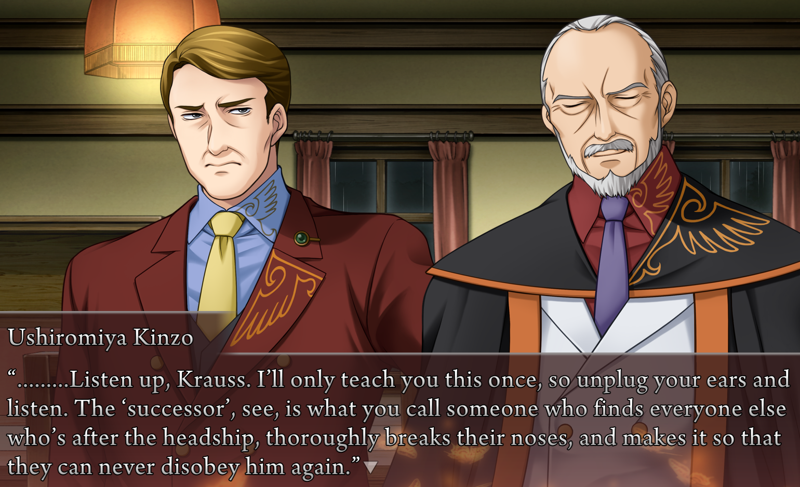 Ushiromiya Kinzo
“.........Listen up, Krauss. I’ll only teach you this once, so unplug your ears and
listen. The ‘successor’, see, is what you call someone who finds everyone else
who’s after the headship, thoroughly breaks their noses, and makes it so that
they can never disobey him again.”